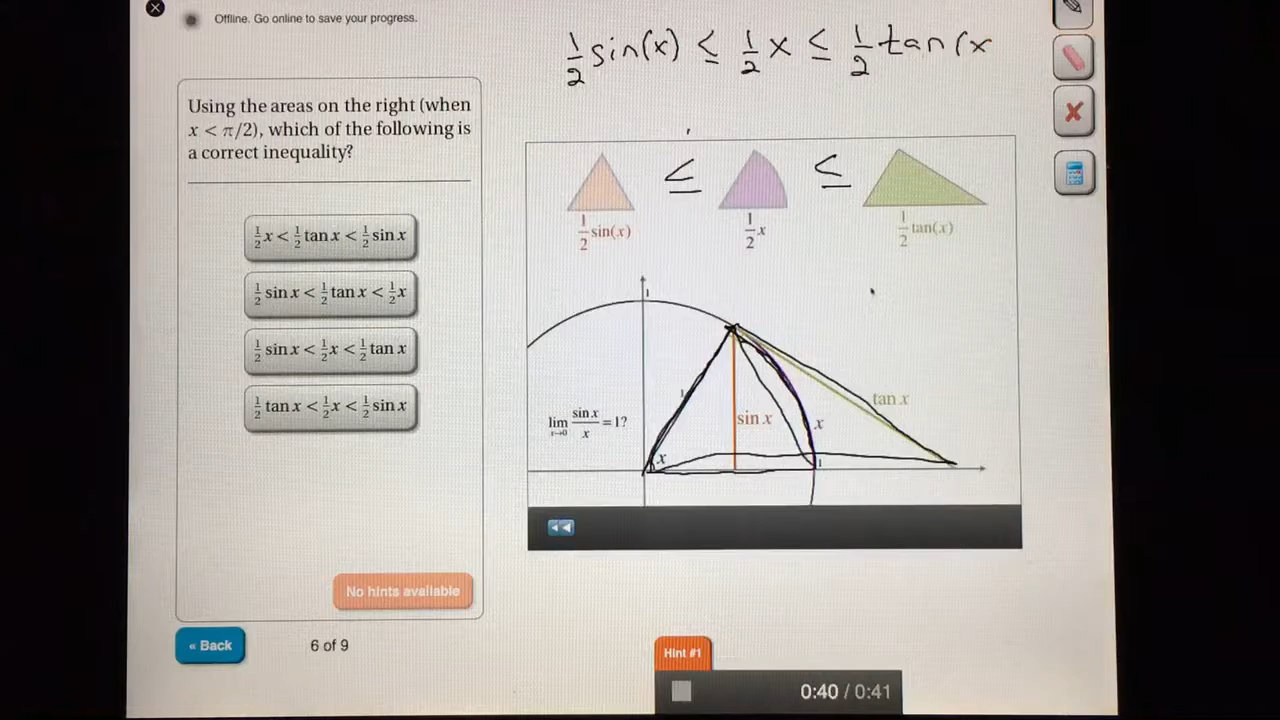 Offline. Go online to save your progress.
½ sin(x) ≤ ½ x ≤ ½ tan(x
Using the areas on the right (when
x < π/2), which of the following is
a correct inequality?
½x < ½ tan x < ½ sin x
½ sin x < ½ tan x < ½x
½ sin x < ½x < ½ tan x
½ tan x < ½x < ½ sin x
≤ ≤
½ sin(x) ½x ½ tan(x)
1
1
tan x
sin x x
lim x→0 sin x / x = 1?
x 1
No hints available
« Back
6 of 9
Hint #1
0:40 / 0:41